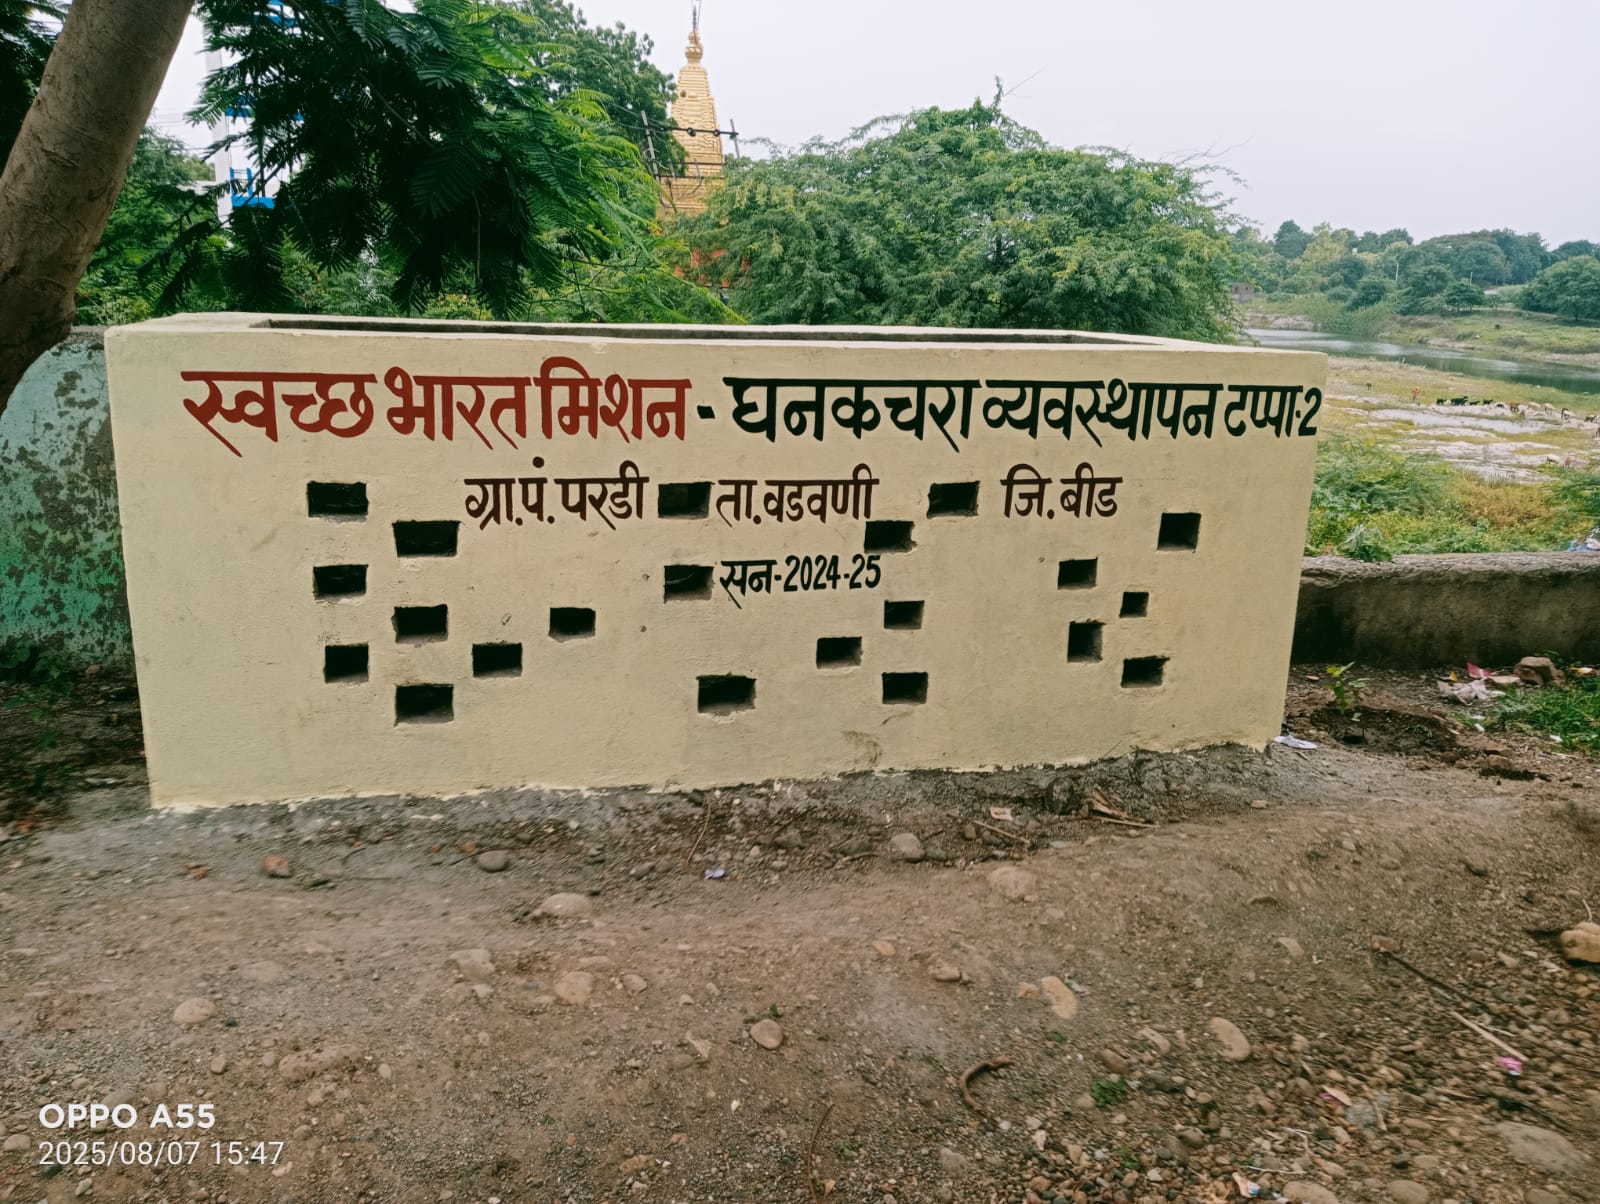 स्वच्छ भारत मिशन - घनकचरा व्यवस्थापन टप्पा-2
ग्रा.पं. परडी ता.वडवणी जि.बीड
सन-2024-25
OPPO A55
2025/08/07 15:47